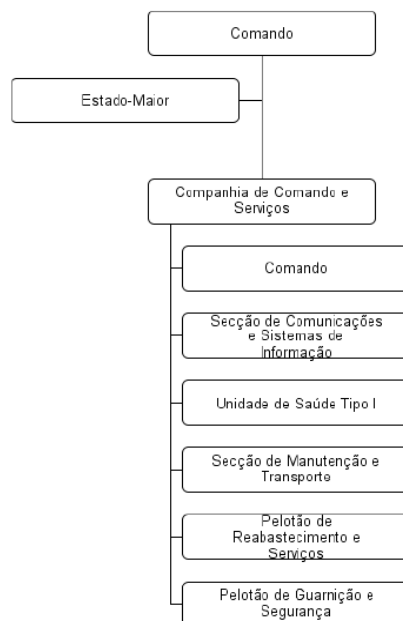 Comando
Estado-Maior
Companhia de Comando e
Serviços
Comando
Secção de Comunicações
e Sistemas de
Informação
Unidade de Saúde Tipo I
Secção de Manutenção e
Transporte
Pelotão de
Reabastecimento e
Serviços
Pelotão de Guarnição e
Segurança